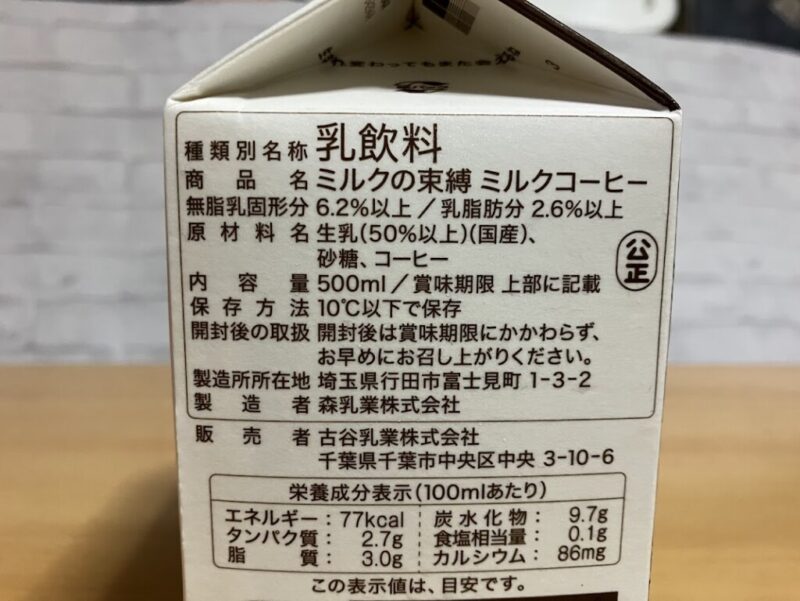 変わってもまた会
種類別名称 乳飲料
商品名 ミルクの束縛 ミルクコーヒー
無脂乳固形分 6.2%以上／乳脂肪分 2.6%以上
原材料名 生乳(50%以上)(国産)、
砂糖、コーヒー
公正
内容量 500ml／賞味期限 上部に記載
保存方法 10℃以下で保存
開封後の取扱 開封後は賞味期限にかかわらず、
お早めにお召し上がりください。
製造所所在地 埼玉県行田市富士見町 1-3-2
製造者 森乳業株式会社
販売者 古谷乳業株式会社
千葉県千葉市中央区中央 3-10-6
栄養成分表示(100mlあたり)
エネルギー：77kcal 炭水化物：9.7g
タンパク質：2.7g 食塩相当量：0.1g
脂質：3.0g カルシウム：86mg
この表示値は、目安です。